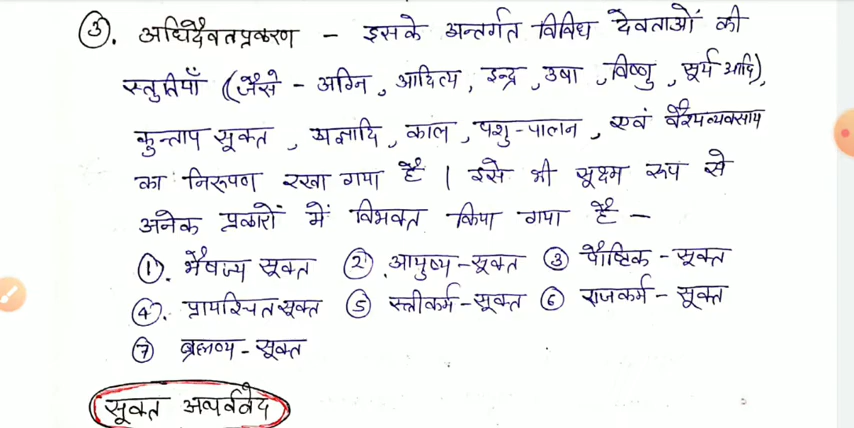 ③. अधिदैवतप्रकरण – इसके अन्तर्गत विविध देवताओं की
स्तुतियाँ (जैसे – अग्नि, आदित्य, इन्द्र, उषा, विष्णु, सूर्य आदि),
कुन्ताप सूक्त, यज्ञादि, काल, पशु-पालन, एवं वैश्यव्यवसाय
का निरूपण रखा गया है । इसे भी सूक्ष्म रूप से
अनेक प्रकारों में विभक्त किया गया है –
①. भैषज्य सूक्त ②. आयुष्य-सूक्त ③ पौष्टिक-सूक्त
④. प्रायश्चित सूक्त ⑤ स्त्रीकर्म-सूक्त ⑥ राजकर्म-सूक्त
⑦ ब्रह्मण्य-सूक्त
सूक्त अथर्ववेद